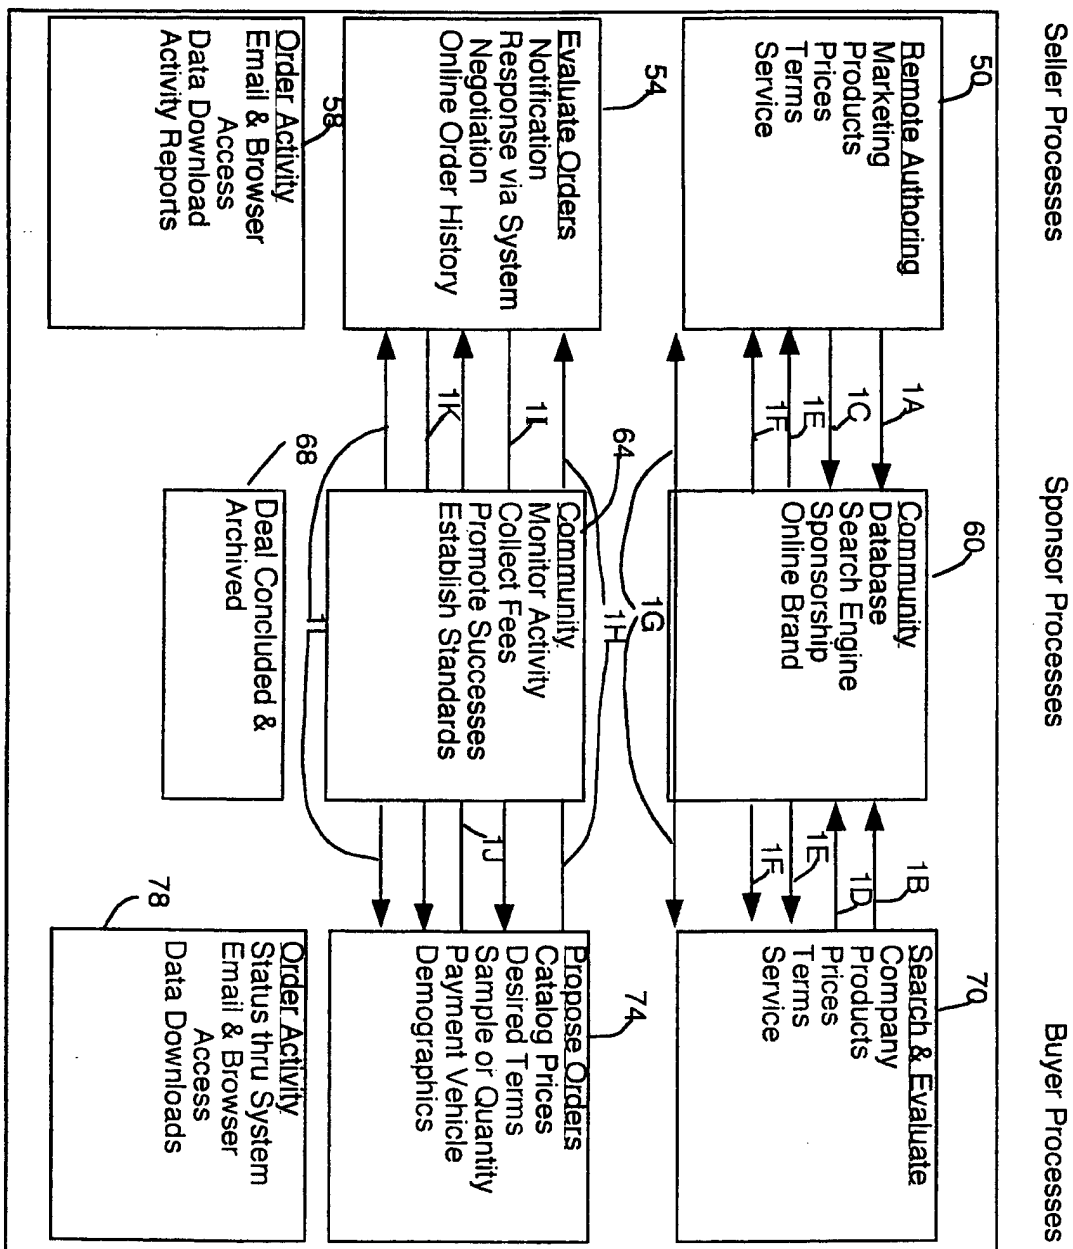 Seller Processes
Sponsor Processes
Buyer Processes
50
Remote Authoring
Marketing
Products
Prices
Terms
Service
1A
1C
1E
1F
60
Community
Database
Search Engine
Sponsorship
Online Brand
1B
1D
1E
1F
70
Search & Evaluate
Company
Products
Prices
Terms
Service
1G
54
Evaluate Orders
Notification
Response via System
Negotiation
Online Order History
1H
1I
1K
64
Community
Monitor Activity
Collect Fees
Promote Successes
Establish Standards
1J
1L
74
Propose Orders
Catalog Prices
Desired Terms
Sample or Quantity
Payment Vehicle
Demographics
58
Order Activity
Email & Browser
Access
Data Download
Activity Reports
68
Deal Concluded &
Archived
78
Order Activity
Status thru System
Email & Browser
Access
Data Downloads